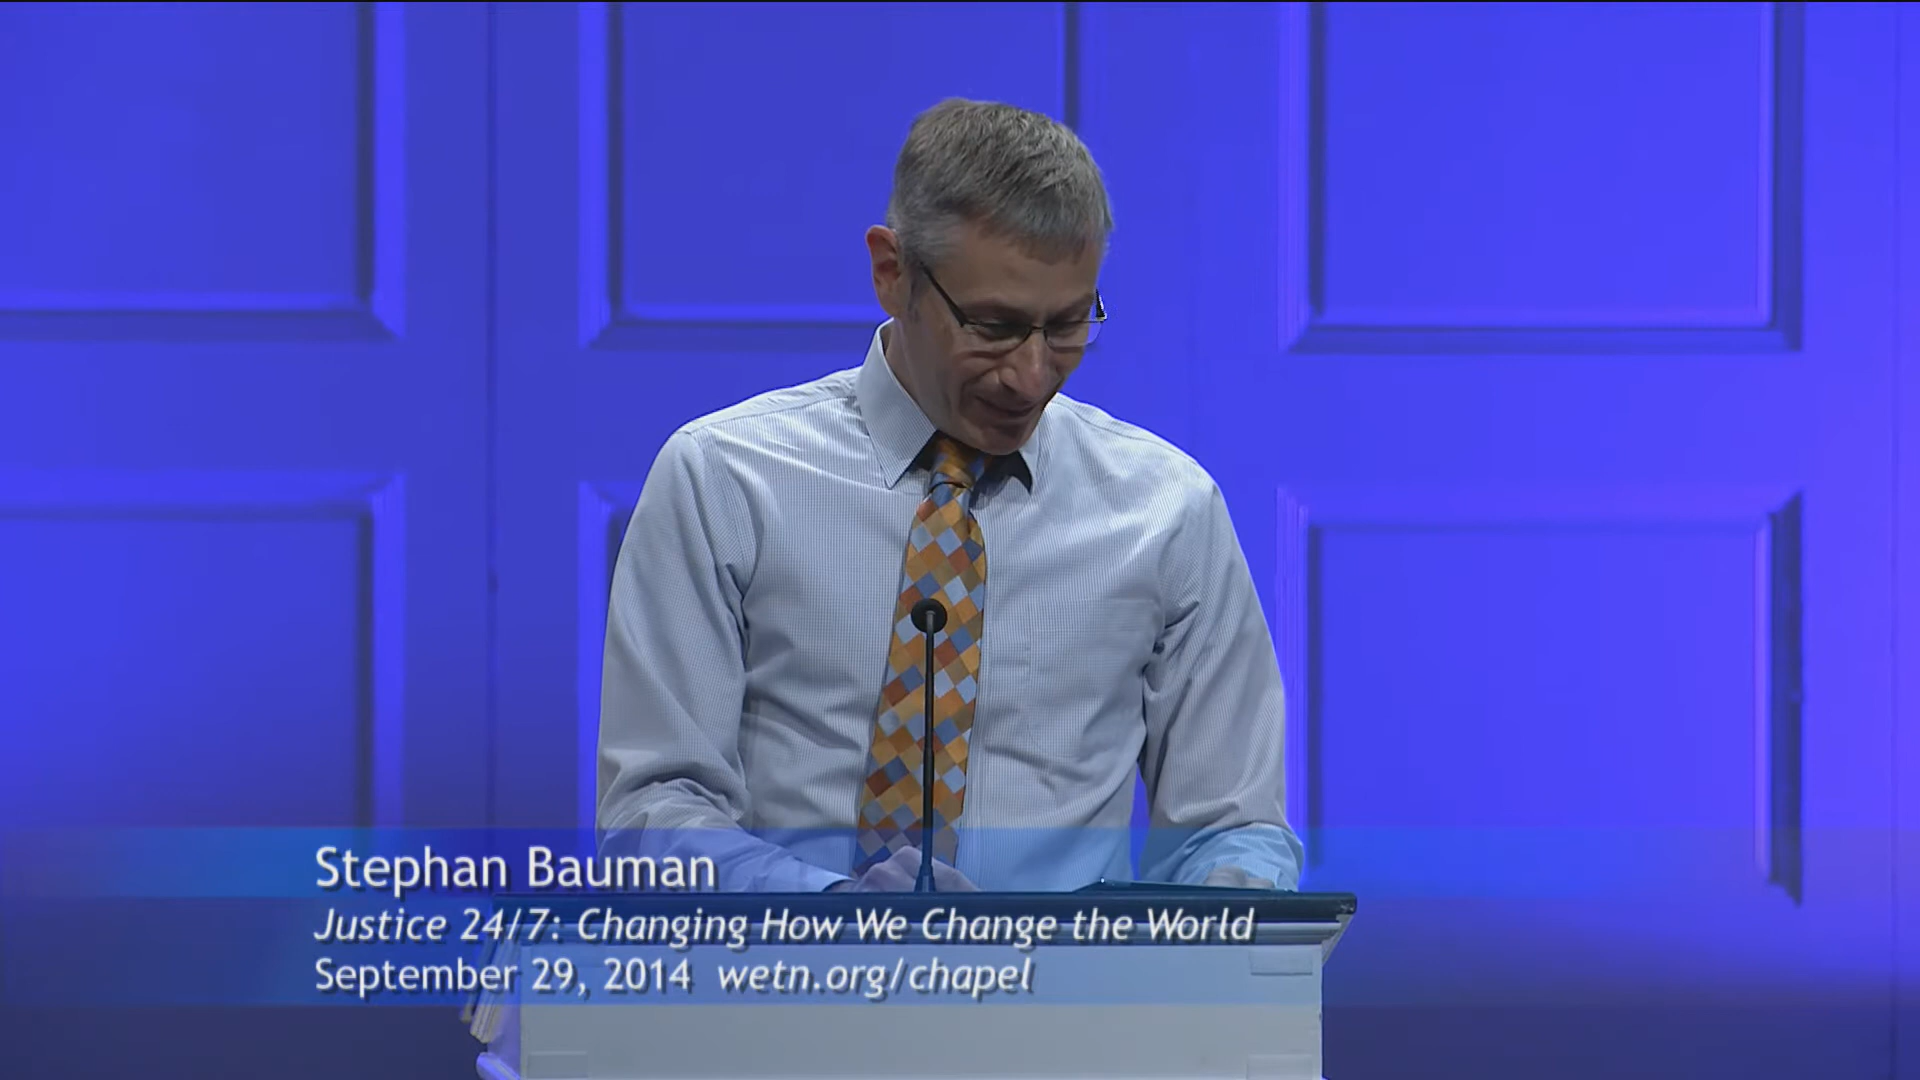 Stephan Bauman
Justice 24/7: Changing How We Change the World
September 29, 2014 wetn.org/chapel